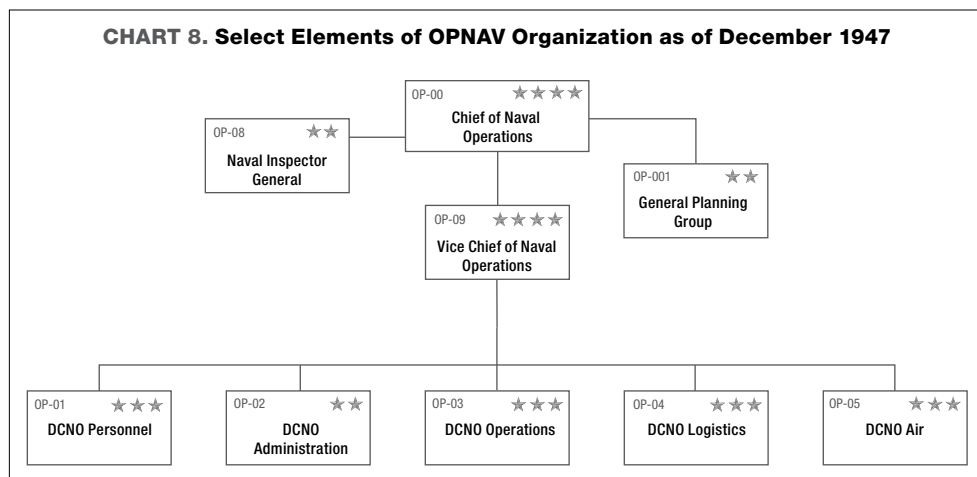 CHART 8. Select Elements of OPNAV Organization as of December 1947
OP-00
Chief of Naval
Operations
OP-08
Naval Inspector
General
OP-001
General Planning
Group
OP-09
Vice Chief of Naval
Operations
OP-01
DCNO Personnel
OP-02
DCNO
Administration
OP-03
DCNO Operations
OP-04
DCNO Logistics
OP-05
DCNO Air